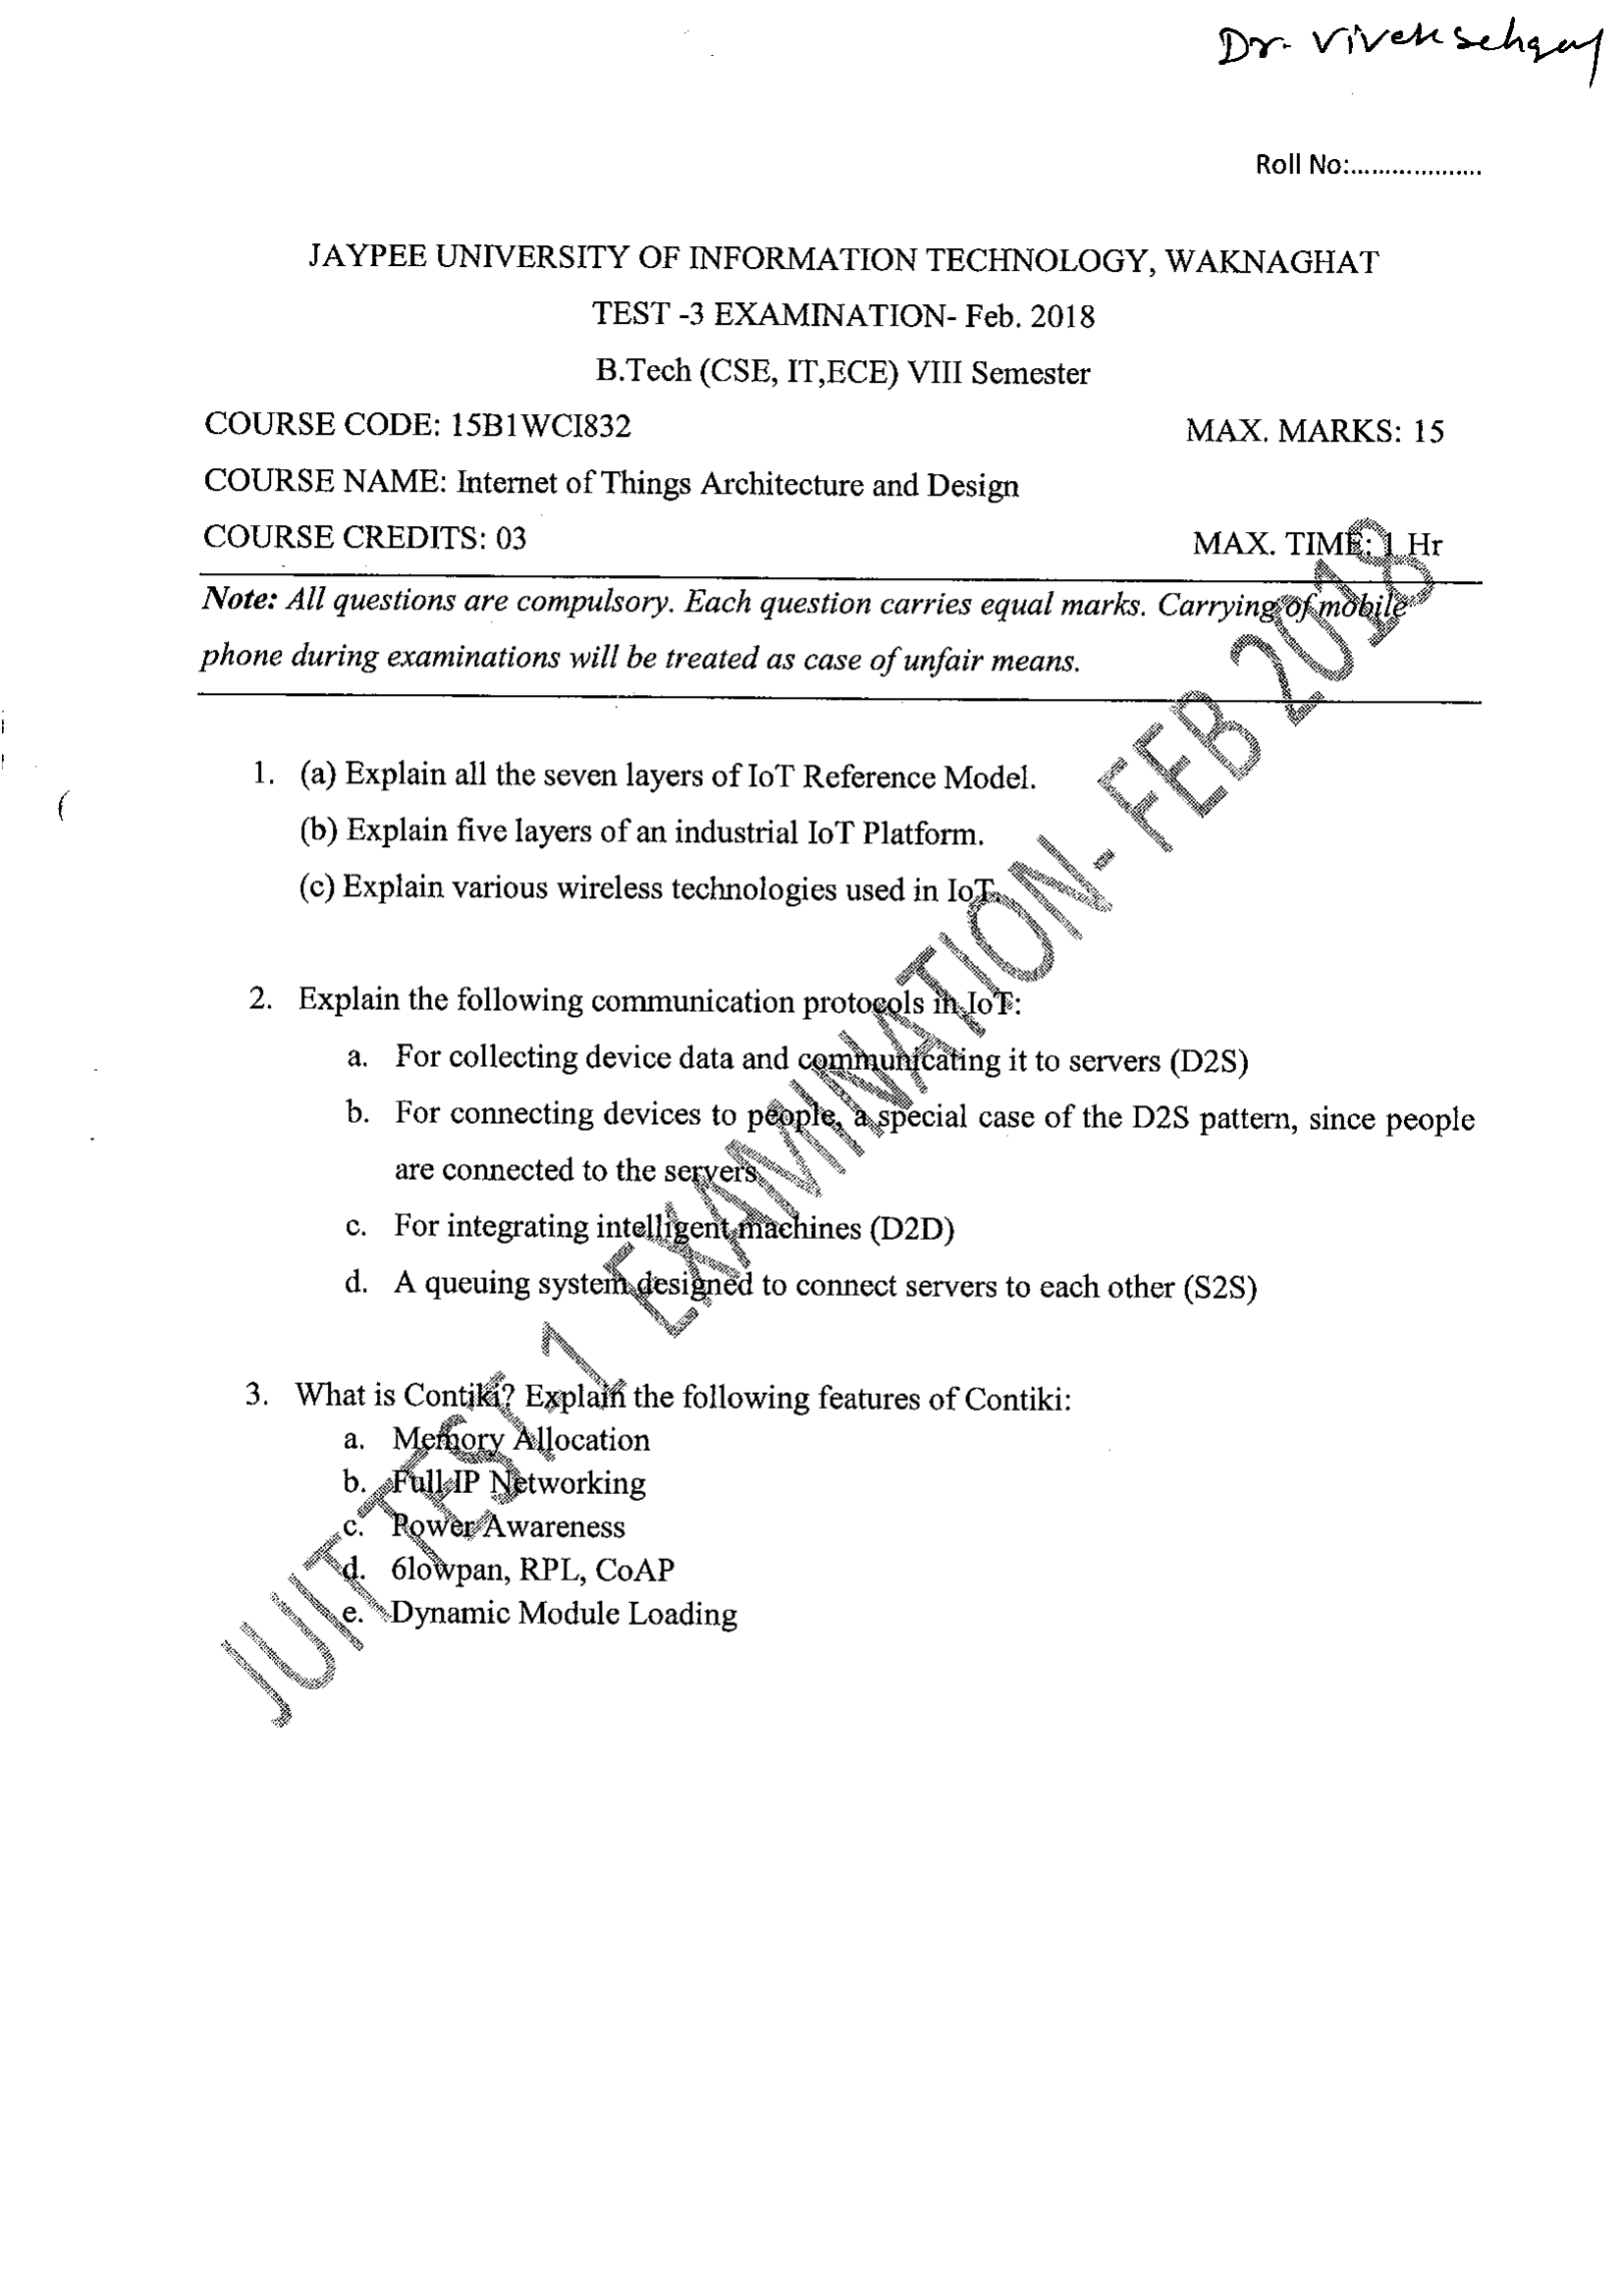 Dr. Vivek Sehgal
Roll No:...................
JAYPEE UNIVERSITY OF INFORMATION TECHNOLOGY, WAKNAGHAT
TEST -3 EXAMINATION- Feb. 2018
B.Tech (CSE, IT,ECE) VIII Semester
COURSE CODE: 15B1WCI832 MAX. MARKS: 15
COURSE NAME: Internet of Things Architecture and Design
COURSE CREDITS: 03 MAX. TIME: 1 Hr
Note: All questions are compulsory. Each question carries equal marks. Carrying of mobile
phone during examinations will be treated as case of unfair means.
1. (a) Explain all the seven layers of IoT Reference Model.
(b) Explain five layers of an industrial IoT Platform.
(c) Explain various wireless technologies used in IoT.
2. Explain the following communication protocols in IoT:
a. For collecting device data and communicating it to servers (D2S)
b. For connecting devices to people, a special case of the D2S pattern, since people
are connected to the servers
c. For integrating intelligent machines (D2D)
d. A queuing system designed to connect servers to each other (S2S)
3. What is Contiki? Explain the following features of Contiki:
a. Memory Allocation
b. Full IP Networking
c. Power Awareness
d. 6lowpan, RPL, CoAP
e. Dynamic Module Loading
JUIT TEST-1 EXAMINATION- FEB 2018